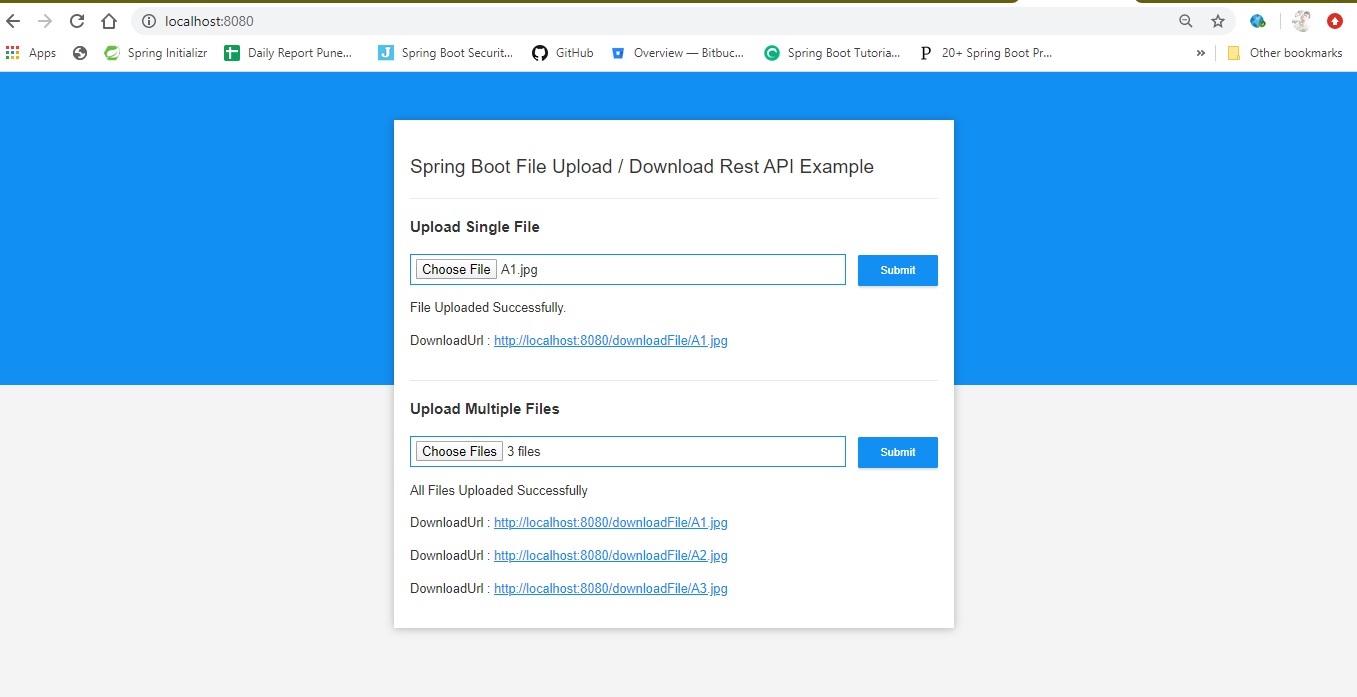 localhost:8080
Apps Spring Initializr Daily Report Pune... Spring Boot Securit... GitHub Overview — Bitbuc... Spring Boot Tutoria... 20+ Spring Boot Pr... » Other bookmarks
Spring Boot File Upload / Download Rest API Example
Upload Single File
Choose File A1.jpg Submit
File Uploaded Successfully.
DownloadUrl : http://localhost:8080/downloadFile/A1.jpg
Upload Multiple Files
Choose Files 3 files Submit
All Files Uploaded Successfully
DownloadUrl : http://localhost:8080/downloadFile/A1.jpg
DownloadUrl : http://localhost:8080/downloadFile/A2.jpg
DownloadUrl : http://localhost:8080/downloadFile/A3.jpg